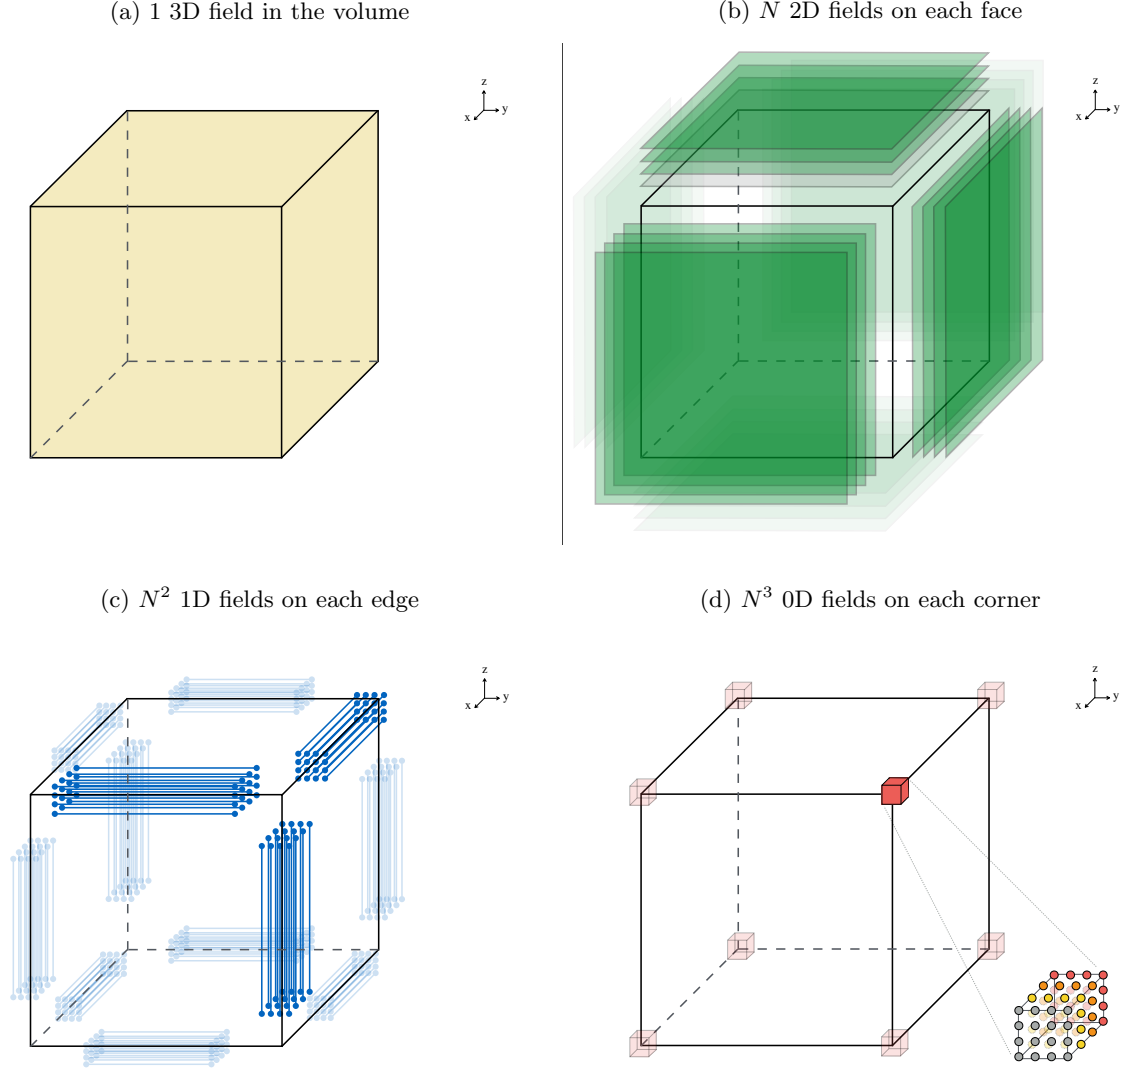 (a) 1 3D field in the volume
z
y
x
(b) N 2D fields on each face
z
y
x
(c) N² 1D fields on each edge
z
y
x
(d) N³ 0D fields on each corner
z
y
x